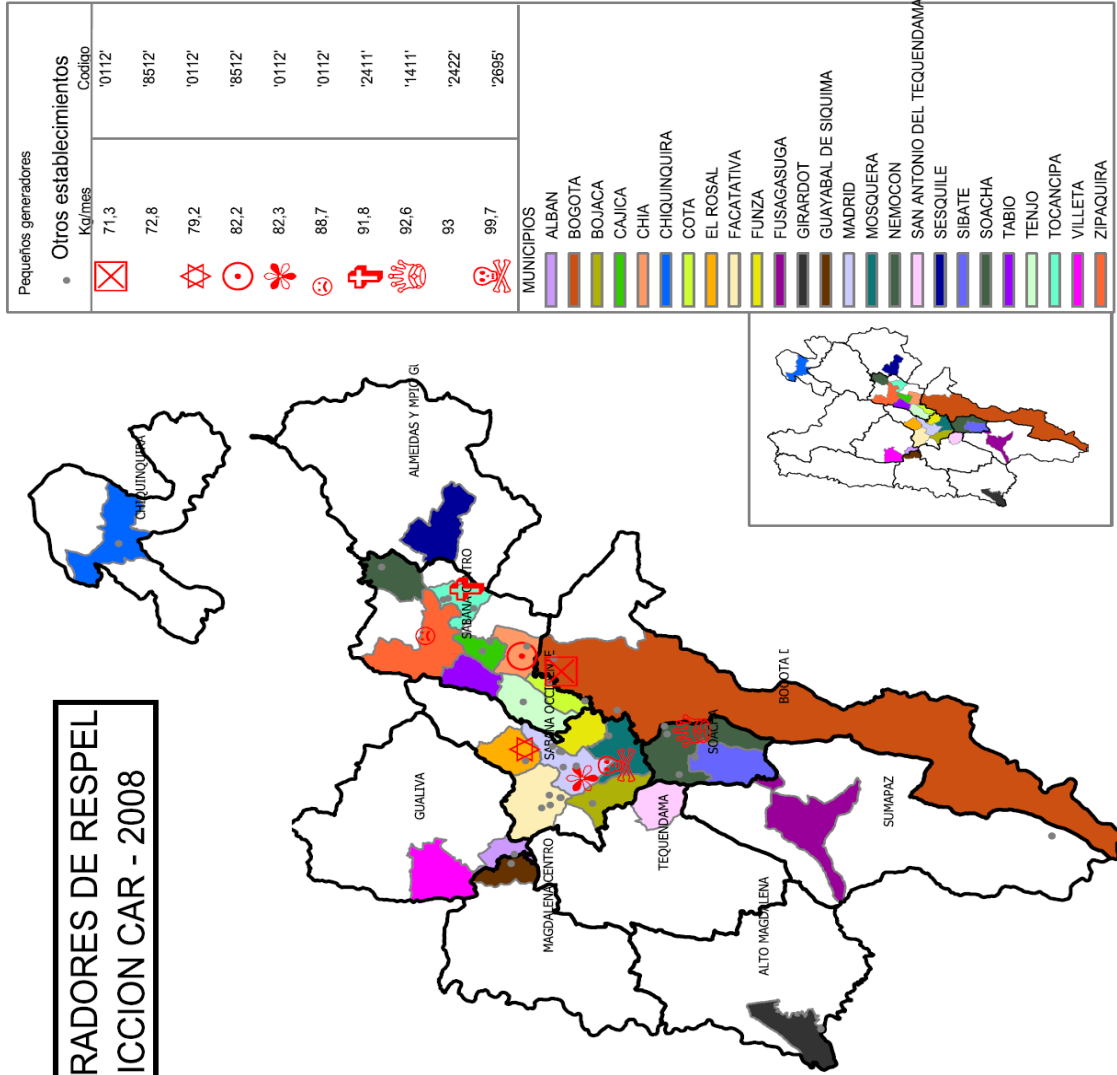 RADORES DE RESPEL
ICCION CAR - 2008
Pequeños generadores
Otros establecimientos
Kg/mes Codigo
71,3 '0112'
72,8 '8512'
79,2 '0112'
82,2 '8512'
82,3 '0112'
88,7 '0112'
91,8 '2411'
92,6 '1411'
93 '2422'
99,7 '2695'
MUNICIPIOS
ALBAN
BOGOTA
BOJACA
CAJICA
CHIA
CHIQUINQUIRA
COTA
EL ROSAL
FACATATIVA
FUNZA
FUSAGASUGA
GIRARDOT
GUAYABAL DE SIQUIMA
MADRID
MOSQUERA
NEMOCON
SAN ANTONIO DEL TEQUENDAMA
SESQUILE
SIBATE
SOACHA
TABIO
TENJO
TOCANCIPA
VILLETA
ZIPAQUIRA
CHIQUINQUIRA
ALMEIDAS Y MPIO GU
SABANA CENTRO
GUALIVA
SABANA OCCIDENTE
MAGDALENA CENTRO
TEQUENDAMA
SOACHA
BOGOTA D
ALTO MAGDALENA
SUMAPAZ